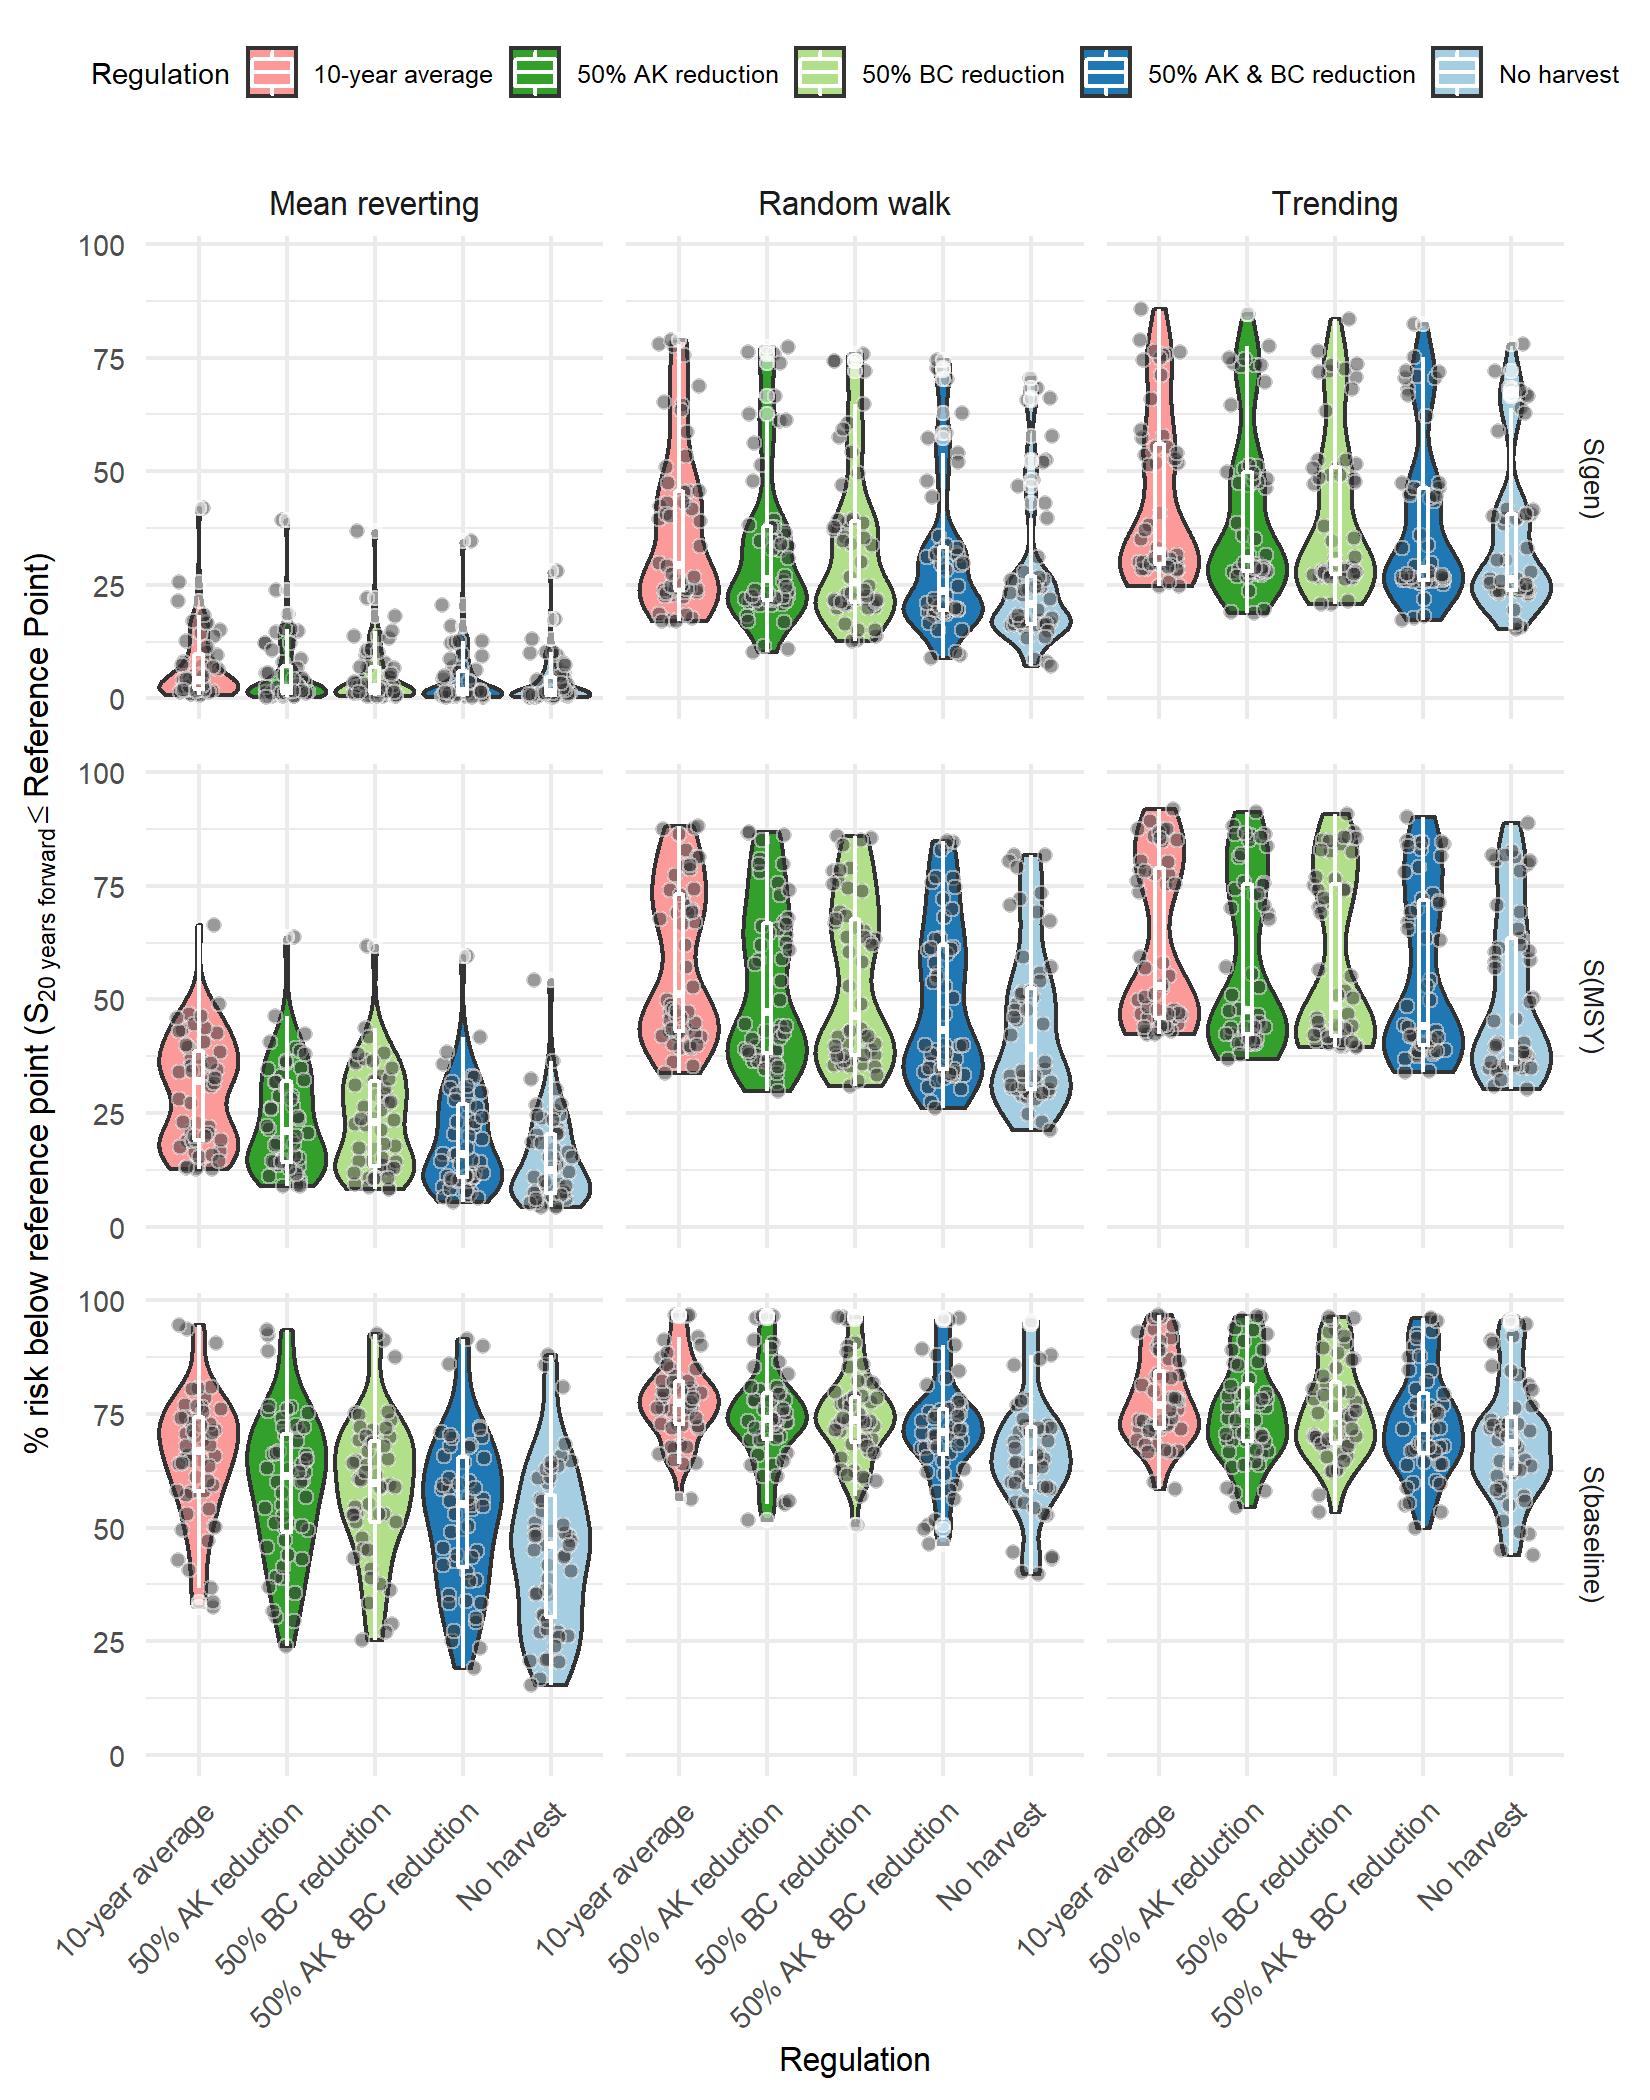 Regulation 10-year average 50% AK reduction 50% BC reduction 50% AK & BC reduction No harvest
Mean reverting Random walk Trending
100
75
50
25
0
S(gen)
100
75
50
25
0
S(MSY)
100
75
50
25
0
S(baseline)
% risk below reference point (S20 years forward ≤ Reference Point)
10-year average 50% AK reduction 50% BC reduction 50% AK & BC reduction No harvest
10-year average 50% AK reduction 50% BC reduction 50% AK & BC reduction No harvest
10-year average 50% AK reduction 50% BC reduction 50% AK & BC reduction No harvest
Regulation